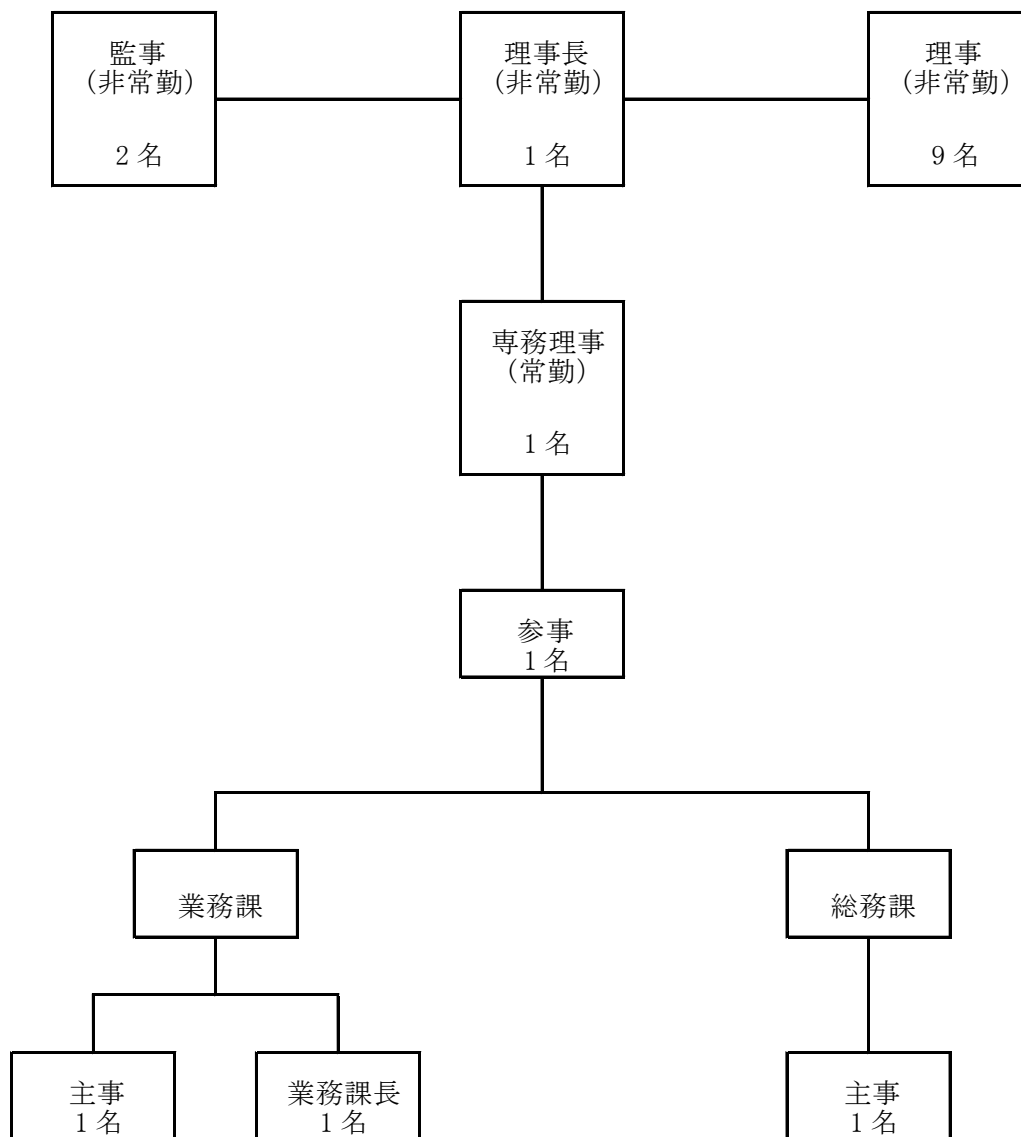 監事
(非常勤)
2名
理事長
(非常勤)
1名
理事
(非常勤)
9名
専務理事
(常勤)
1名
参事
1名
業務課
総務課
主事
1名
業務課長
1名
主事
1名